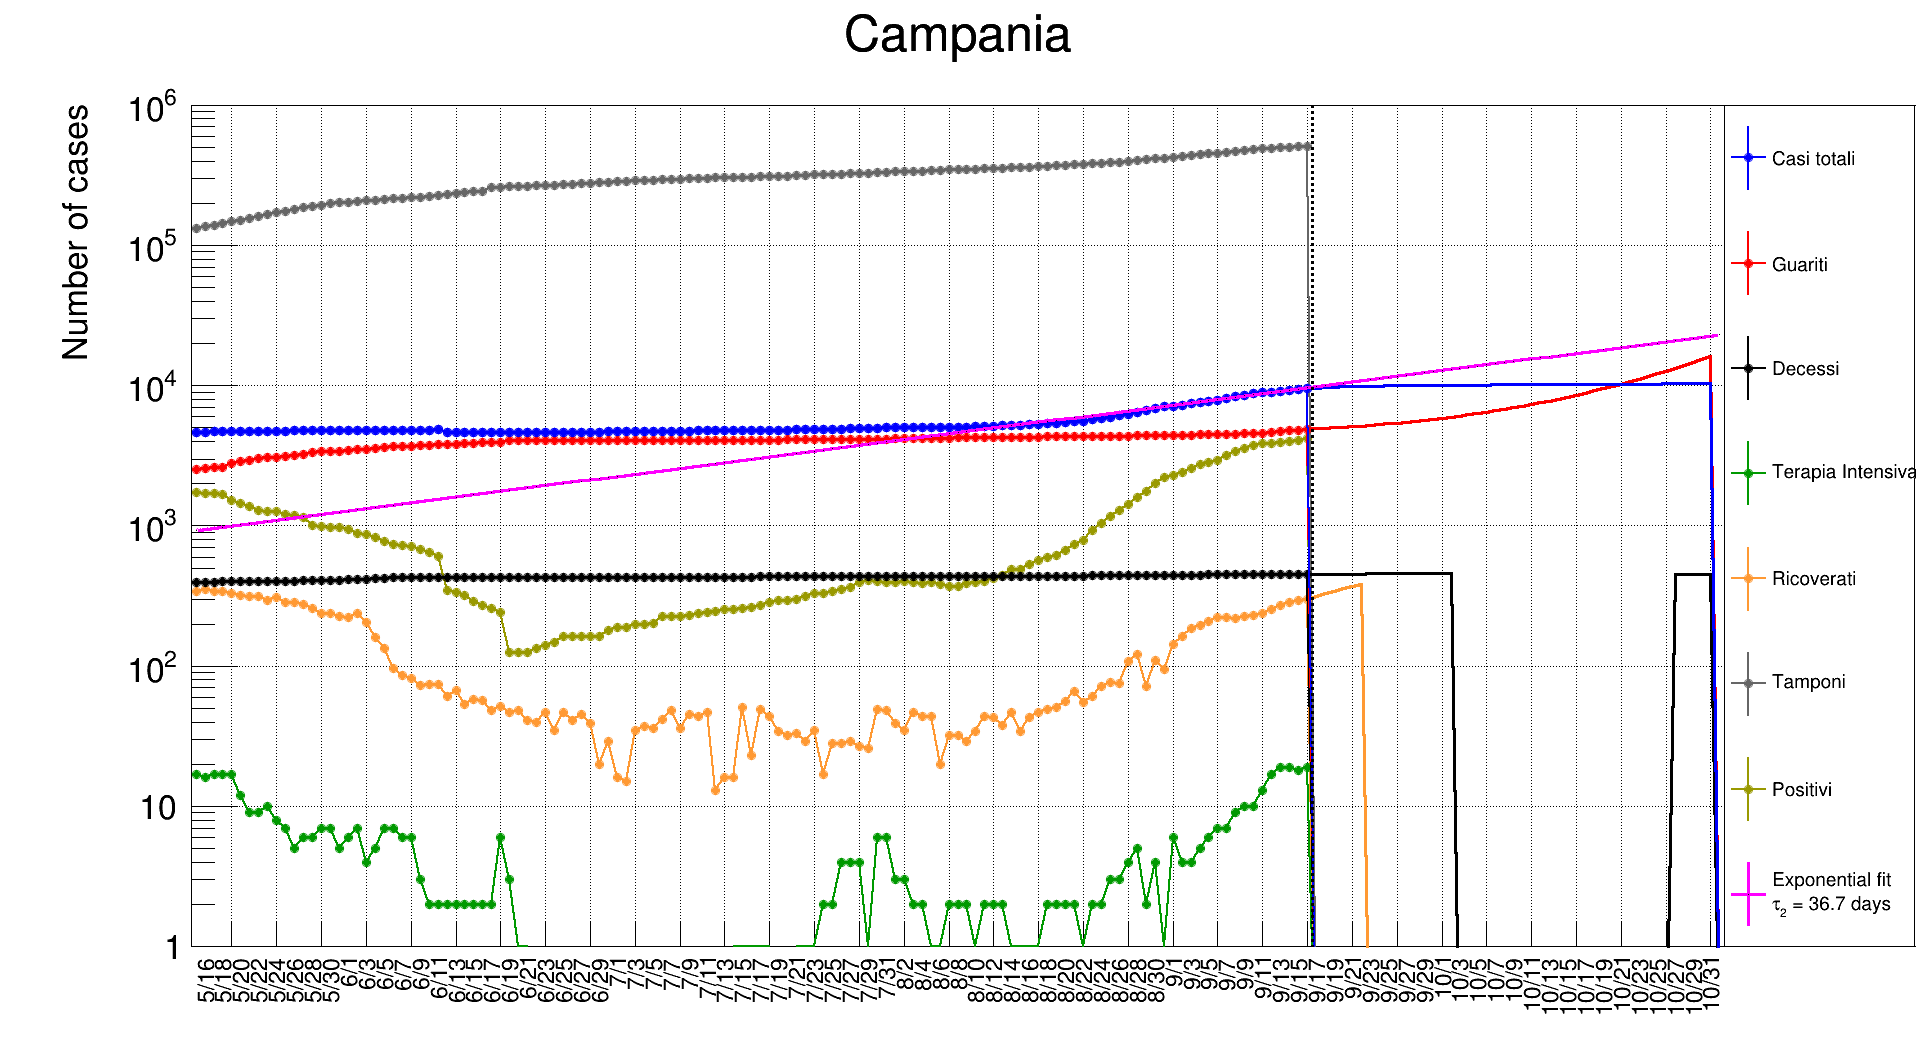 Campania
Number of cases
10^6
10^5
10^4
10^3
10^2
10
1
5/16 5/18 5/20 5/22 5/24 5/26 5/28 5/30 6/1 6/3 6/5 6/7 6/9 6/11 6/13 6/15 6/17 6/19 6/21 6/23 6/25 6/27 6/29 7/1 7/3 7/5 7/7 7/9 7/11 7/13 7/15 7/17 7/19 7/21 7/23 7/25 7/27 7/29 7/31 8/2 8/4 8/6 8/8 8/10 8/12 8/14 8/16 8/18 8/20 8/22 8/24 8/26 8/28 8/30 9/1 9/3 9/5 9/7 9/9 9/11 9/13 9/15 9/17 9/19 9/21 9/23 9/25 9/27 9/29 10/1 10/3 10/5 10/7 10/9 10/11 10/13 10/15 10/17 10/19 10/21 10/23 10/25 10/27 10/29 10/31
Casi totali
Guariti
Decessi
Terapia Intensiva
Ricoverati
Tamponi
Positivi
Exponential fit
τ₂ = 36.7 days